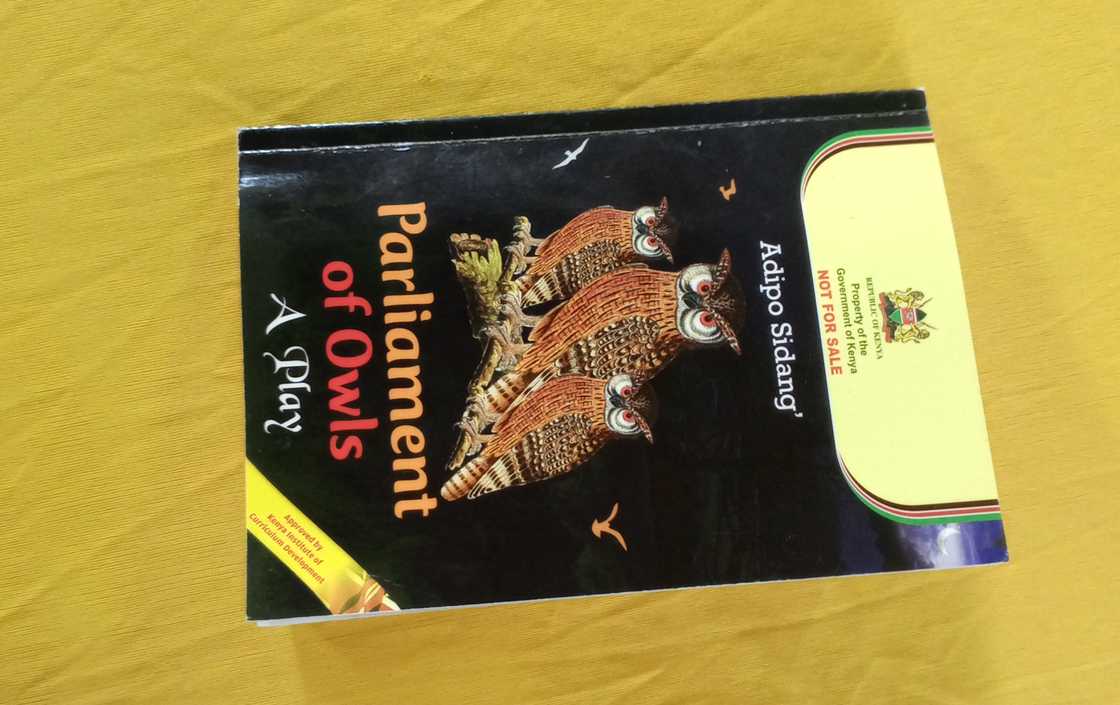 REPUBLIC OF KENYA
Property of the
Government of Kenya
NOT FOR SALE
Adipo Sidang'
Parliament
of Owls
A Play
Approved by
Kenya Institute of
Curriculum Development